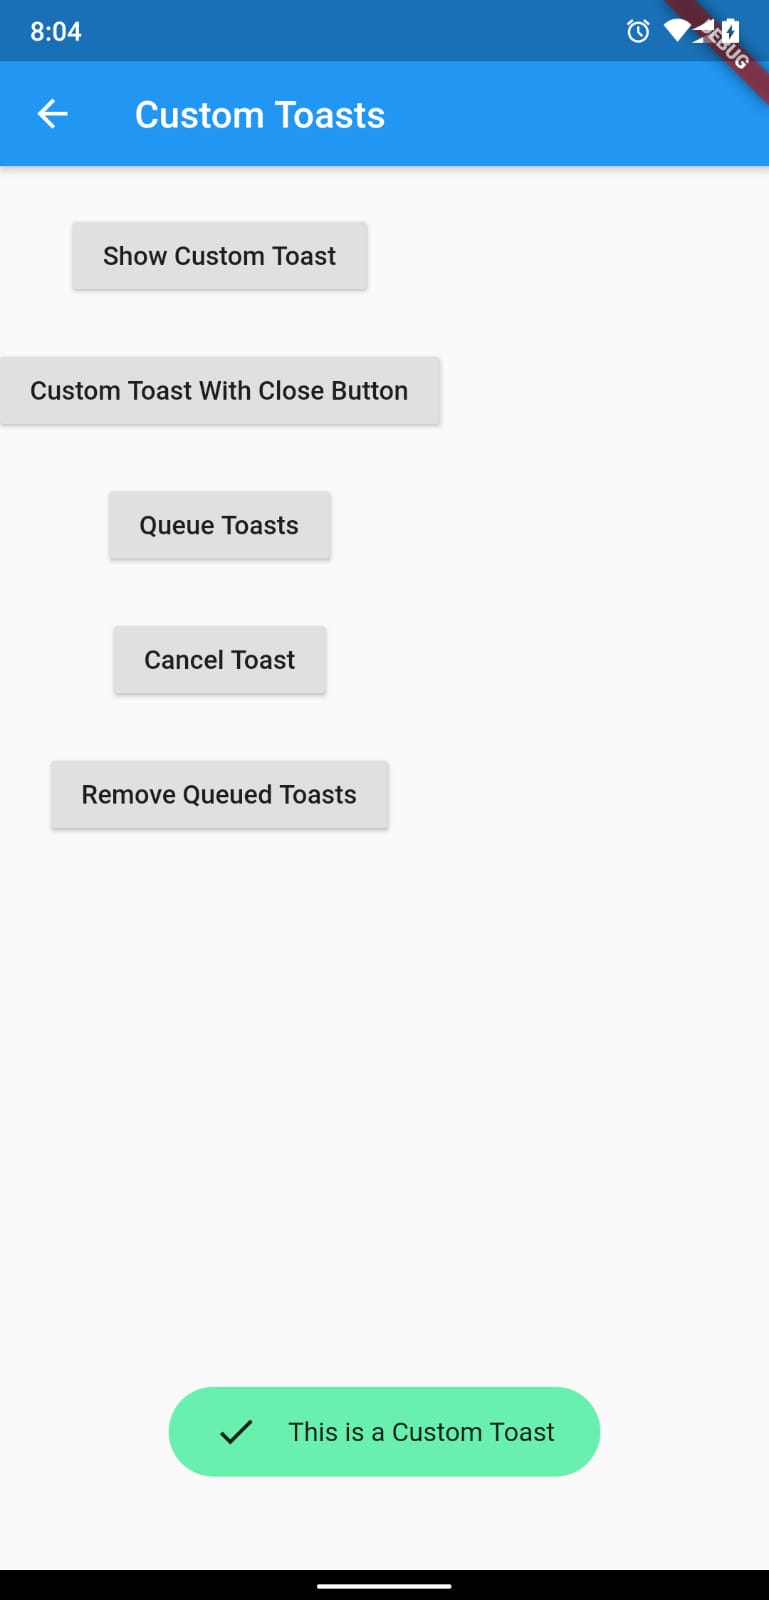 8:04
DEBUG
Custom Toasts
Show Custom Toast
Custom Toast With Close Button
Queue Toasts
Cancel Toast
Remove Queued Toasts
This is a Custom Toast